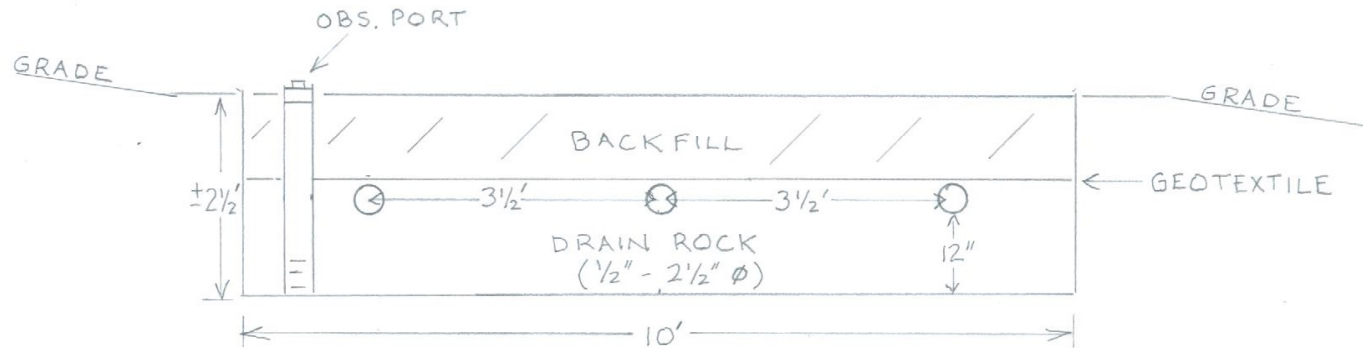 OBS. PORT
GRADE
GRADE
BACKFILL
±2½'
3½'
3½'
GEOTEXTILE
DRAIN ROCK
(½" - 2½" ø)
12"
10'